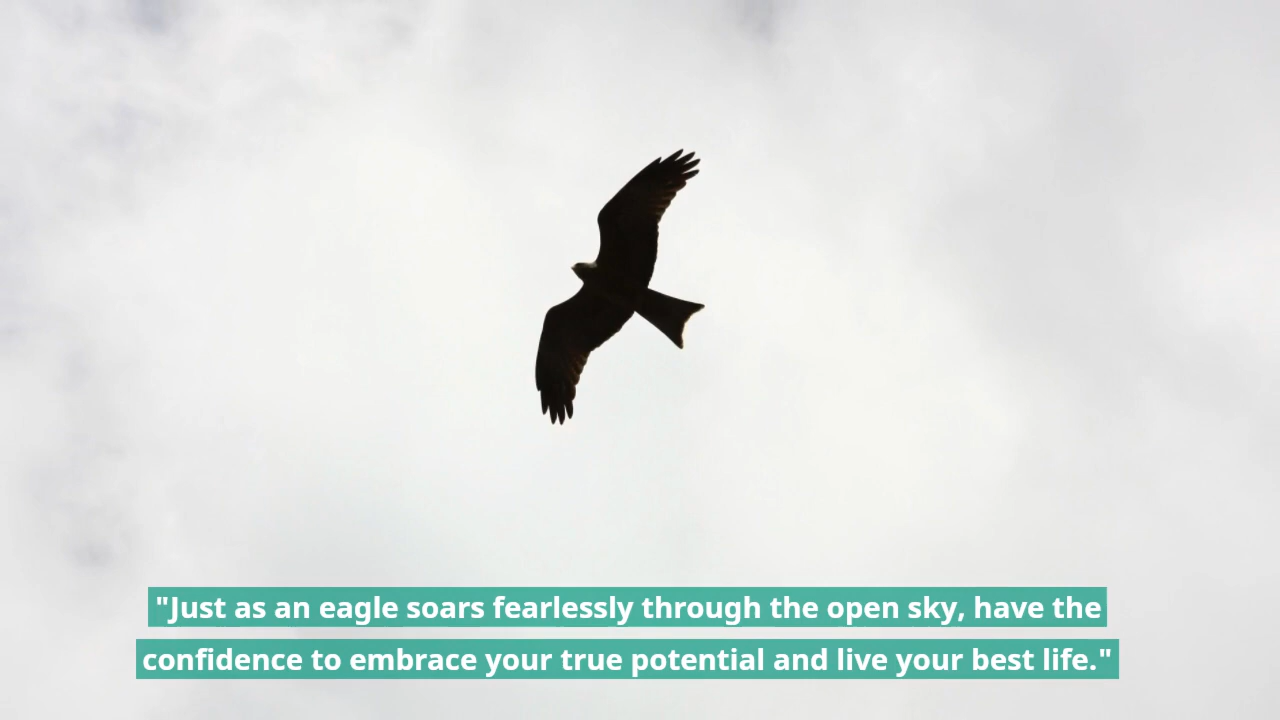 "Just as an eagle soars fearlessly through the open sky, have the
confidence to embrace your true potential and live your best life."